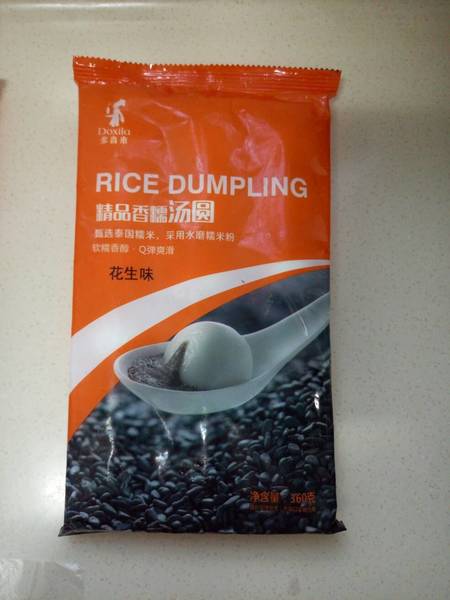 Doxila
多喜来
RICE DUMPLING
精品香糯汤圆
甄选泰国糯米，采用水磨糯米粉
软糯香醇·Q弹爽滑
花生味
净含量：360克